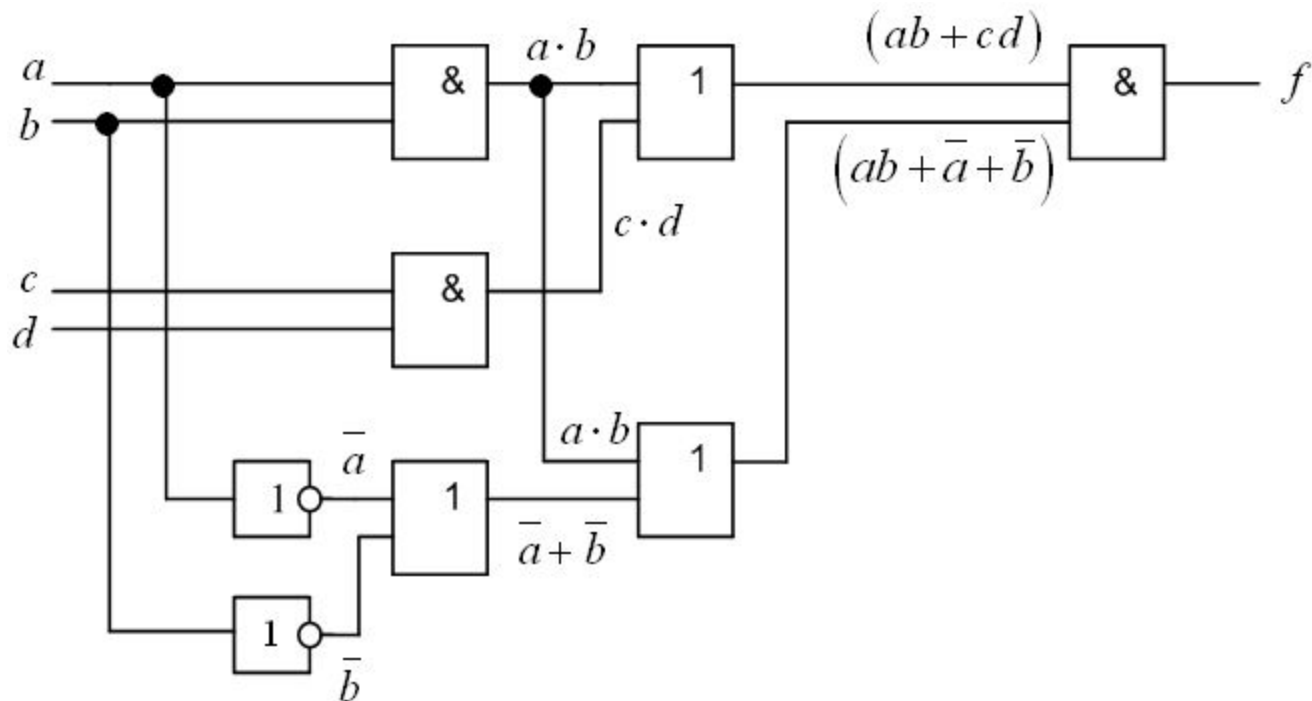 a
b
c
d
&
a · b
1
(ab + cd)
&
f
(ab + a̅ + b̅)
c · d
&
a · b
1
a̅
1
1
a̅ + b̅
1
b̅